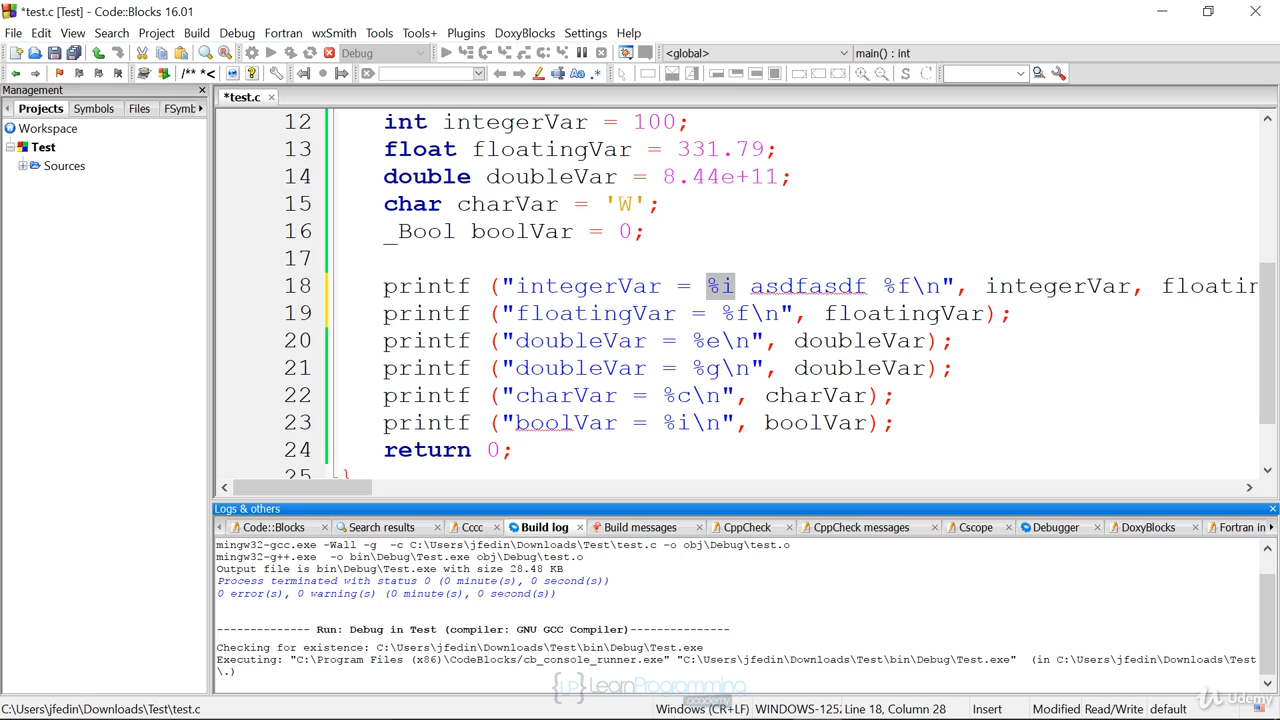 *test.c [Test] - Code::Blocks 16.01
File Edit View Search Project Build Debug Fortran wxSmith Tools Tools+ Plugins DoxyBlocks Settings Help
Debug <global> main() : int
/** *<
Management
Projects Symbols Files FSymb
*test.c
Workspace
Test
Sources
12 int integerVar = 100;
13 float floatingVar = 331.79;
14 double doubleVar = 8.44e+11;
15 char charVar = 'W';
16 _Bool boolVar = 0;
17
18 printf ("integerVar = %i asdfasdf %f\n", integerVar, floatin
19 printf ("floatingVar = %f\n", floatingVar);
20 printf ("doubleVar = %e\n", doubleVar);
21 printf ("doubleVar = %g\n", doubleVar);
22 printf ("charVar = %c\n", charVar);
23 printf ("boolVar = %i\n", boolVar);
24 return 0;
25 }
Logs & others
Code::Blocks Search results Cccc Build log Build messages CppCheck CppCheck messages Cscope Debugger DoxyBlocks Fortran in
mingw32-gcc.exe -Wall -g -c C:\Users\jfedin\Downloads\Test\test.c -o obj\Debug\test.o
mingw32-g++.exe -o bin\Debug\Test.exe obj\Debug\test.o
Output file is bin\Debug\Test.exe with size 28.48 KB
Process terminated with status 0 (0 minute(s), 0 second(s))
0 error(s), 0 warning(s) (0 minute(s), 0 second(s))
-------------- Run: Debug in Test (compiler: GNU GCC Compiler)---------------
Checking for existence: C:\Users\jfedin\Downloads\Test\bin\Debug\Test.exe
Executing: "C:\Program Files (x86)\CodeBlocks/cb_console_runner.exe" "C:\Users\jfedin\Downloads\Test\bin\Debug\Test.exe" (in C:\Users\jfedin\Downloads\Test
\.)
LP LearnProgramming
academy
Udemy
C:\Users\jfedin\Downloads\Test\test.c Windows (CR+LF) WINDOWS-125 Line 18, Column 28 Insert Modified Read/Write default